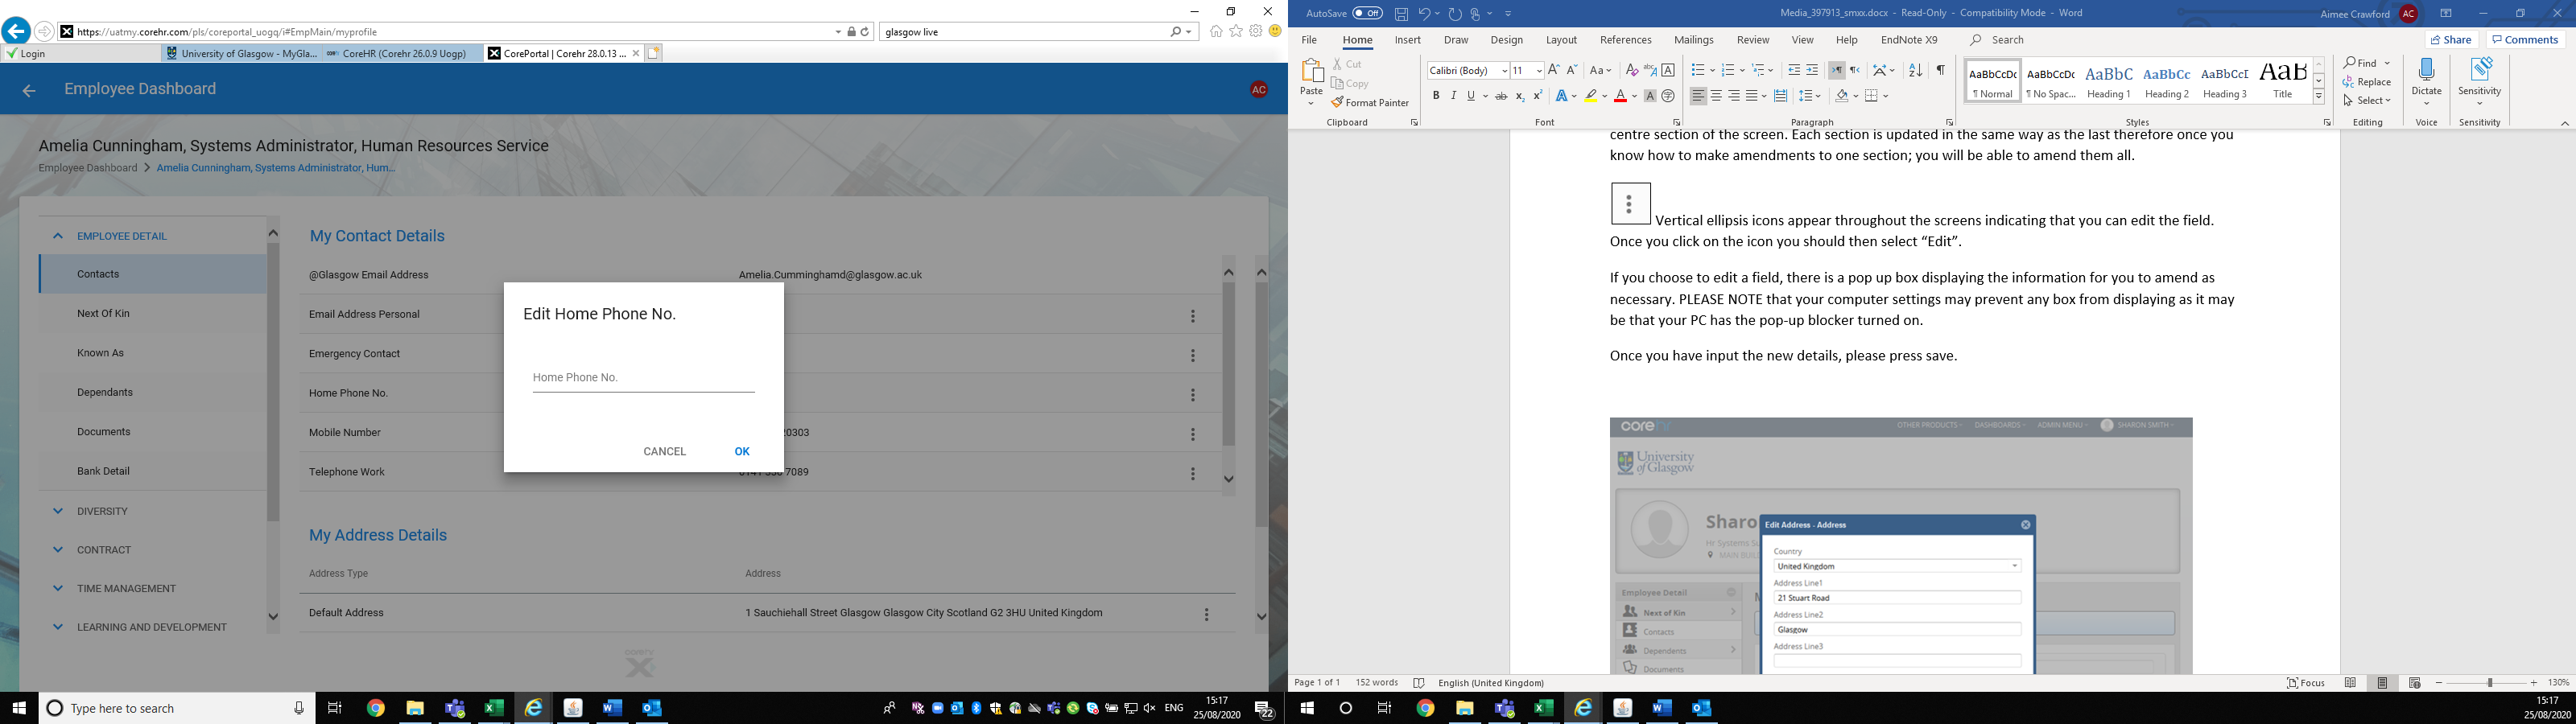 https://uatmy.corehr.com/pls/coreportal_uogq/i#EmpMain/myprofile
glasgow live
Login
University of Glasgow - MyGla...
CoreHR (Corehr 26.0.9 Uogp)
CorePortal | Corehr 28.0.13 ...
Employee Dashboard
AC
Amelia Cunningham, Systems Administrator, Human Resources Service
Employee Dashboard
Amelia Cunningham, Systems Administrator, Hum...
EMPLOYEE DETAIL
Contacts
Next Of Kin
Known As
Dependants
Documents
Bank Detail
DIVERSITY
CONTRACT
TIME MANAGEMENT
LEARNING AND DEVELOPMENT
My Contact Details
@Glasgow Email Address
Amelia.Cumminghamd@glasgow.ac.uk
Email Address Personal
Emergency Contact
Home Phone No.
Mobile Number
0303
Telephone Work
7089
Edit Home Phone No.
Home Phone No.
CANCEL
OK
My Address Details
Address Type
Address
Default Address
1 Sauchiehall Street Glasgow Glasgow City Scotland G2 3HU United Kingdom
Type here to search
ENG
15:17
25/08/2020
22
AutoSave
Off
Media_397913_smxx.docx - Read-Only - Compatibility Mode - Word
Aimee Crawford
AC
File
Home
Insert
Draw
Design
Layout
References
Mailings
Review
View
Help
EndNote X9
Search
Share
Comments
Paste
Cut
Copy
Format Painter
Clipboard
Calibri (Body)
11
Font
Paragraph
AaBbCcDc
¶ Normal
AaBbCcDc
¶ No Spac...
AaBbC
Heading 1
AaBbCc
Heading 2
AaBbCcD
Heading 3
AaB
Title
Styles
Find
Replace
Select
Editing
Dictate
Voice
Sensitivity
Sensitivity
centre section of the screen. Each section is updated in the same way as the last therefore once you
know how to make amendments to one section; you will be able to amend them all.
Vertical ellipsis icons appear throughout the screens indicating that you can edit the field.
Once you click on the icon you should then select “Edit”.
If you choose to edit a field, there is a pop up box displaying the information for you to amend as
necessary. PLEASE NOTE that your computer settings may prevent any box from displaying as it may
be that your PC has the pop-up blocker turned on.
Once you have input the new details, please press save.
corehr
OTHER PRODUCTS
DASHBOARDS
ADMIN MENU
SHARON SMITH
University
of Glasgow
Sharo
Hr Systems Su
MAIN BUIL
Employee Detail
Next of Kin
Contacts
Dependents
Documents
Edit Address - Address
Country
United Kingdom
Address Line1
21 Stuart Road
Address Line2
Glasgow
Address Line3
Page 1 of 1
152 words
English (United Kingdom)
Focus
130%
15:17
25/08/2020